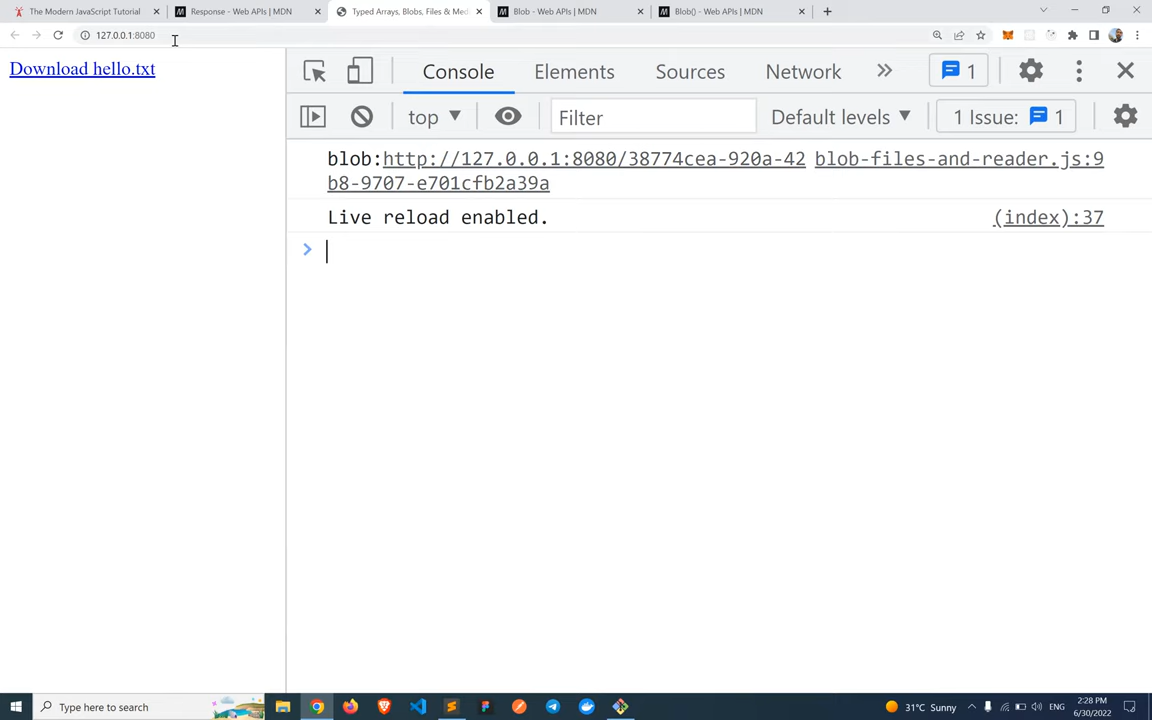 The Modern JavaScript Tutorial
Response - Web APIs | MDN
Typed Arrays, Blobs, Files & Med
Blob - Web APIs | MDN
Blob() - Web APIs | MDN
127.0.0.1:8080
Download hello.txt
Console
Elements
Sources
Network
1
top
Filter
Default levels
1 Issue: 1
blob:http://127.0.0.1:8080/38774cea-920a-42 blob-files-and-reader.js:9
b8-9707-e701cfb2a39a
Live reload enabled. (index):37
Type here to search
31°C Sunny
ENG
2:28 PM
6/30/2022